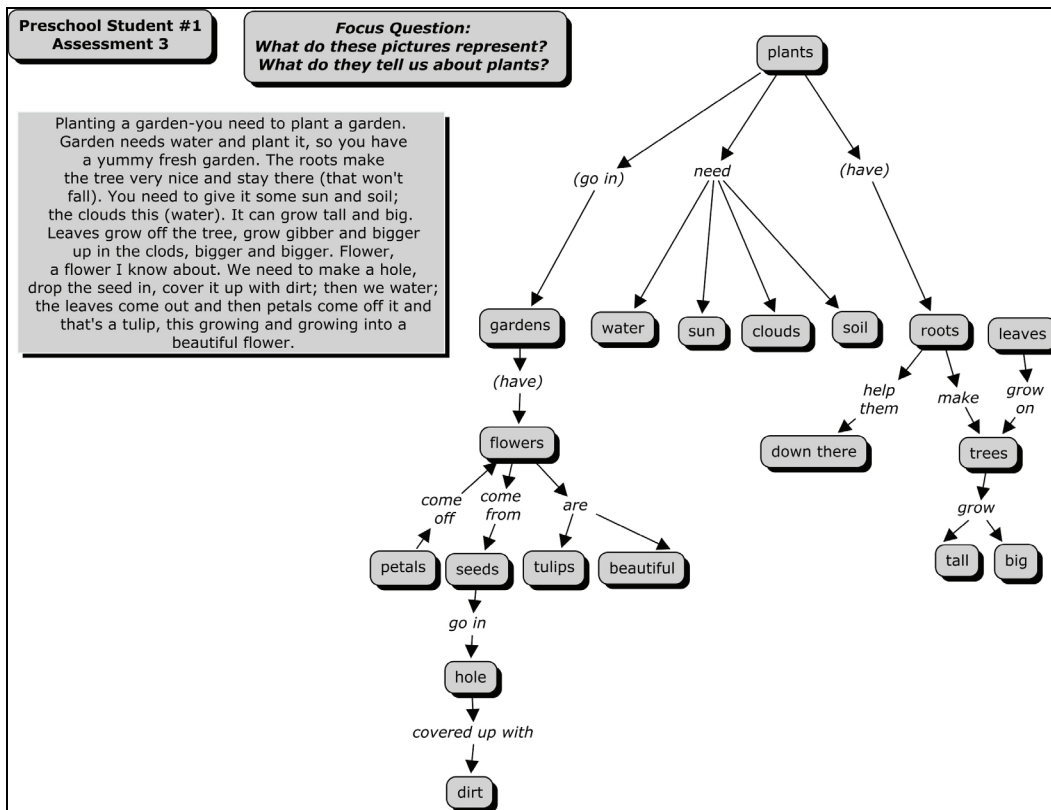 Preschool Student #1
Assessment 3
Focus Question:
What do these pictures represent?
What do they tell us about plants?
Planting a garden-you need to plant a garden.
Garden needs water and plant it, so you have
a yummy fresh garden. The roots make
the tree very nice and stay there (that won't
fall). You need to give it some sun and soil;
the clouds this (water). It can grow tall and big.
Leaves grow off the tree, grow gibber and bigger
up in the clods, bigger and bigger. Flower,
a flower I know about. We need to make a hole,
drop the seed in, cover it up with dirt; then we water;
the leaves come out and then petals come off it and
that's a tulip, this growing and growing into a
beautiful flower.
plants
(go in)
need
(have)
gardens
water
sun
clouds
soil
roots
leaves
(have)
help
them
make
grow
on
flowers
down there
trees
come
off
come
from
are
grow
petals
seeds
tulips
beautiful
tall
big
go in
hole
covered up with
dirt